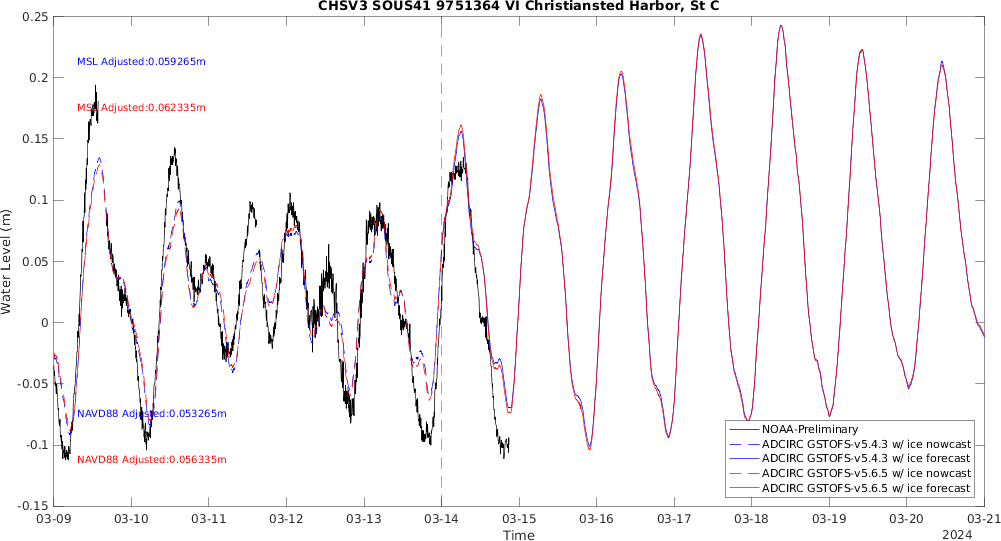 CHSV3 SOUS41 9751364 VI Christiansted Harbor, St C
0.25
0.2
0.15
0.1
0.05
0
-0.05
-0.1
-0.15
Water Level (m)
MSL Adjusted:0.059265m
MSL Adjusted:0.062335m
NAVD88 Adjusted:0.053265m
NAVD88 Adjusted:0.056335m
NOAA-Preliminary
ADCIRC GSTOFS-v5.4.3 w/ ice nowcast
ADCIRC GSTOFS-v5.4.3 w/ ice forecast
ADCIRC GSTOFS-v5.6.5 w/ ice nowcast
ADCIRC GSTOFS-v5.6.5 w/ ice forecast
03-09 03-10 03-11 03-12 03-13 03-14 03-15 03-16 03-17 03-18 03-19 03-20 03-21
Time
2024